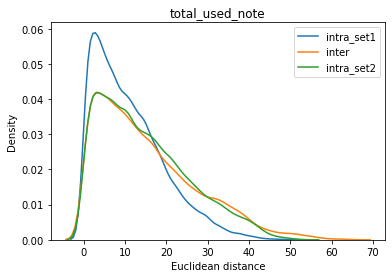 total_used_note
intra_set1
inter
intra_set2
0.06
0.05
0.04
0.03
0.02
0.01
0.00
Density
0 10 20 30 40 50 60 70
Euclidean distance